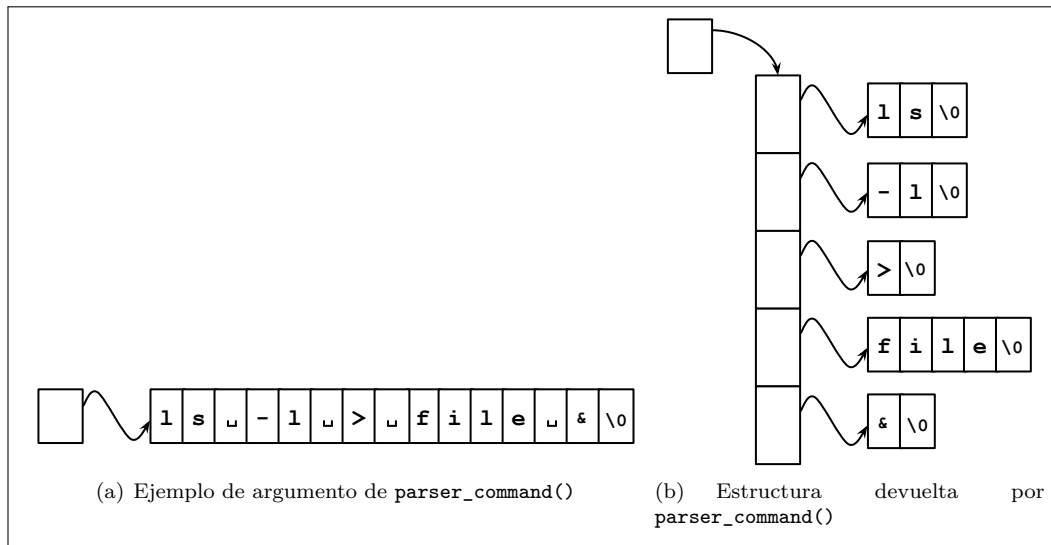 l s \0
- l \0
> \0
f i l e \0
& \0
l s ␣ - l ␣ > ␣ f i l e ␣ & \0
(a) Ejemplo de argumento de parser_command()
(b) Estructura devuelta por
parser_command()